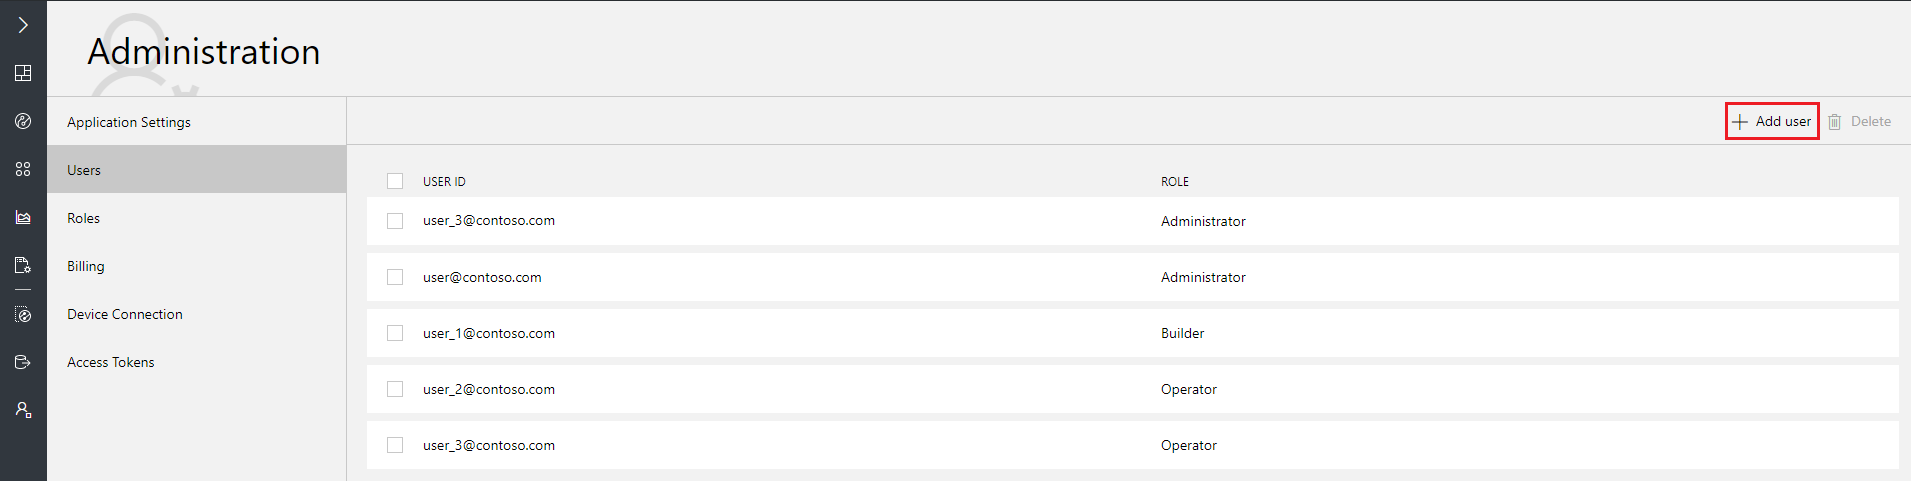 Administration
Application Settings
Users
Roles
Billing
Device Connection
Access Tokens
Add user Delete
USER ID ROLE
user_3@contoso.com Administrator
user@contoso.com Administrator
user_1@contoso.com Builder
user_2@contoso.com Operator
user_3@contoso.com Operator